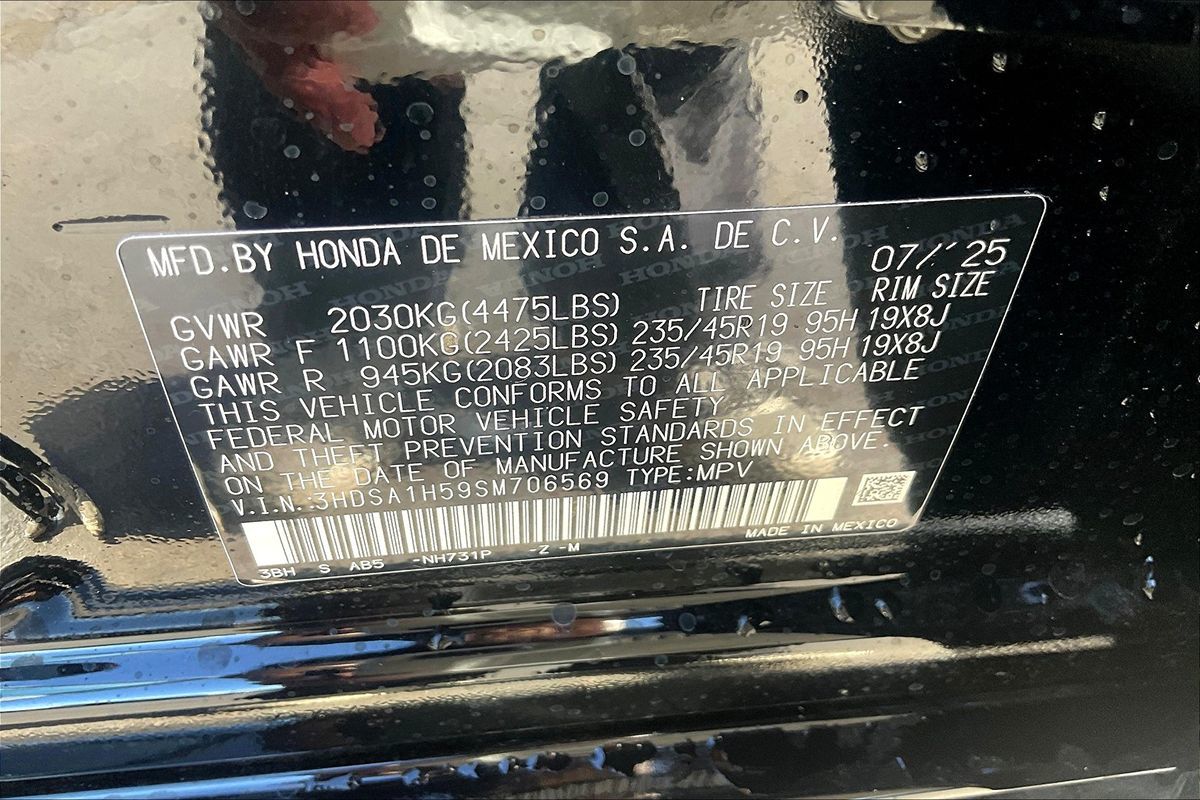 MFD.BY HONDA DE MEXICO S.A. DE C.V. 07/'25
GVWR 2030KG(4475LBS) TIRE SIZE RIM SIZE
GAWR F 1100KG(2425LBS) 235/45R19 95H 19X8J
GAWR R 945KG(2083LBS) 235/45R19 95H 19X8J
THIS VEHICLE CONFORMS TO ALL APPLICABLE
FEDERAL MOTOR VEHICLE SAFETY
AND THEFT PREVENTION STANDARDS IN EFFECT
ON THE DATE OF MANUFACTURE SHOWN ABOVE.
V.I.N.:3HDSA1H59SM706569 TYPE:MPV
MADE IN MEXICO
3BH S AB5 -NH731P -Z -M